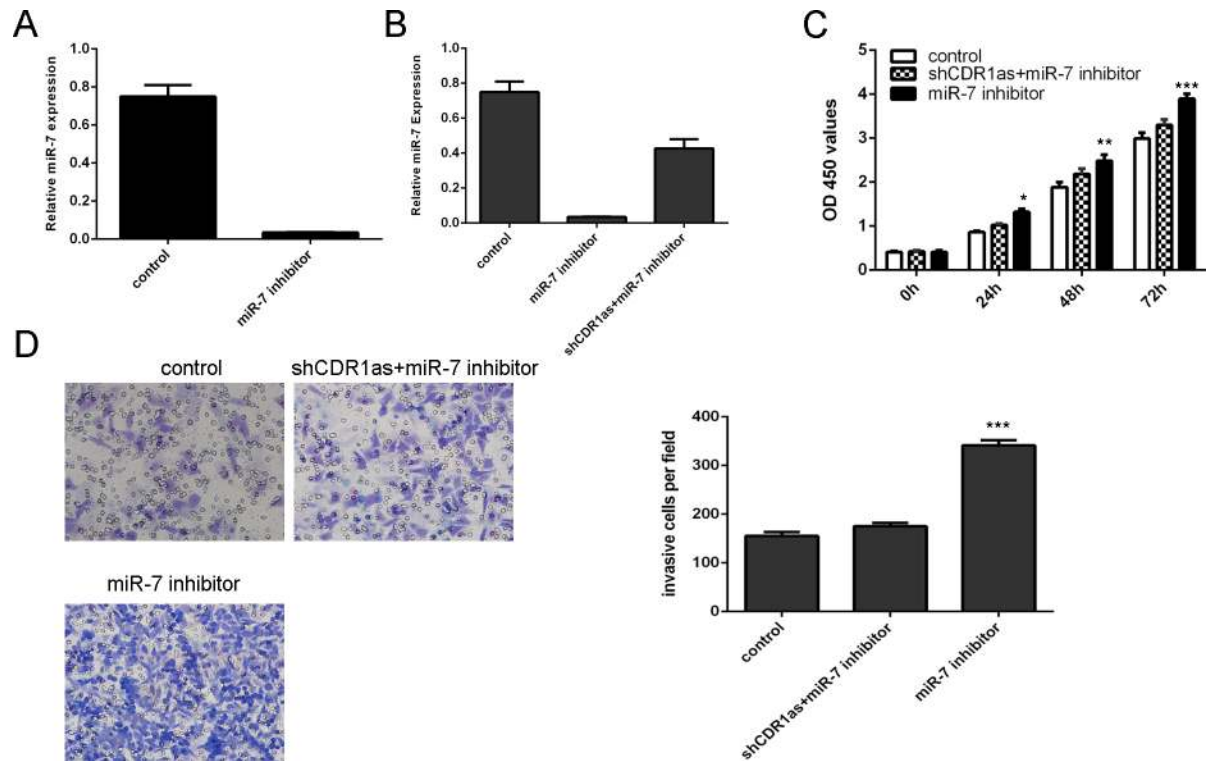 A
Relative miR-7 expression
1.0
0.8
0.6
0.4
0.2
0.0
control
miR-7 inhibitor
B
Relative miR-7 Expression
1.0
0.8
0.6
0.4
0.2
0.0
control
miR-7 inhibitor
shCDR1as+miR-7 inhibitor
C
OD 450 values
5
4
3
2
1
0
control
shCDR1as+miR-7 inhibitor
miR-7 inhibitor
*
**
***
0h
24h
48h
72h
D
control
shCDR1as+miR-7 inhibitor
miR-7 inhibitor
invasive cells per field
400
300
200
100
0
***
control
shCDR1as+miR-7 inhibitor
miR-7 inhibitor